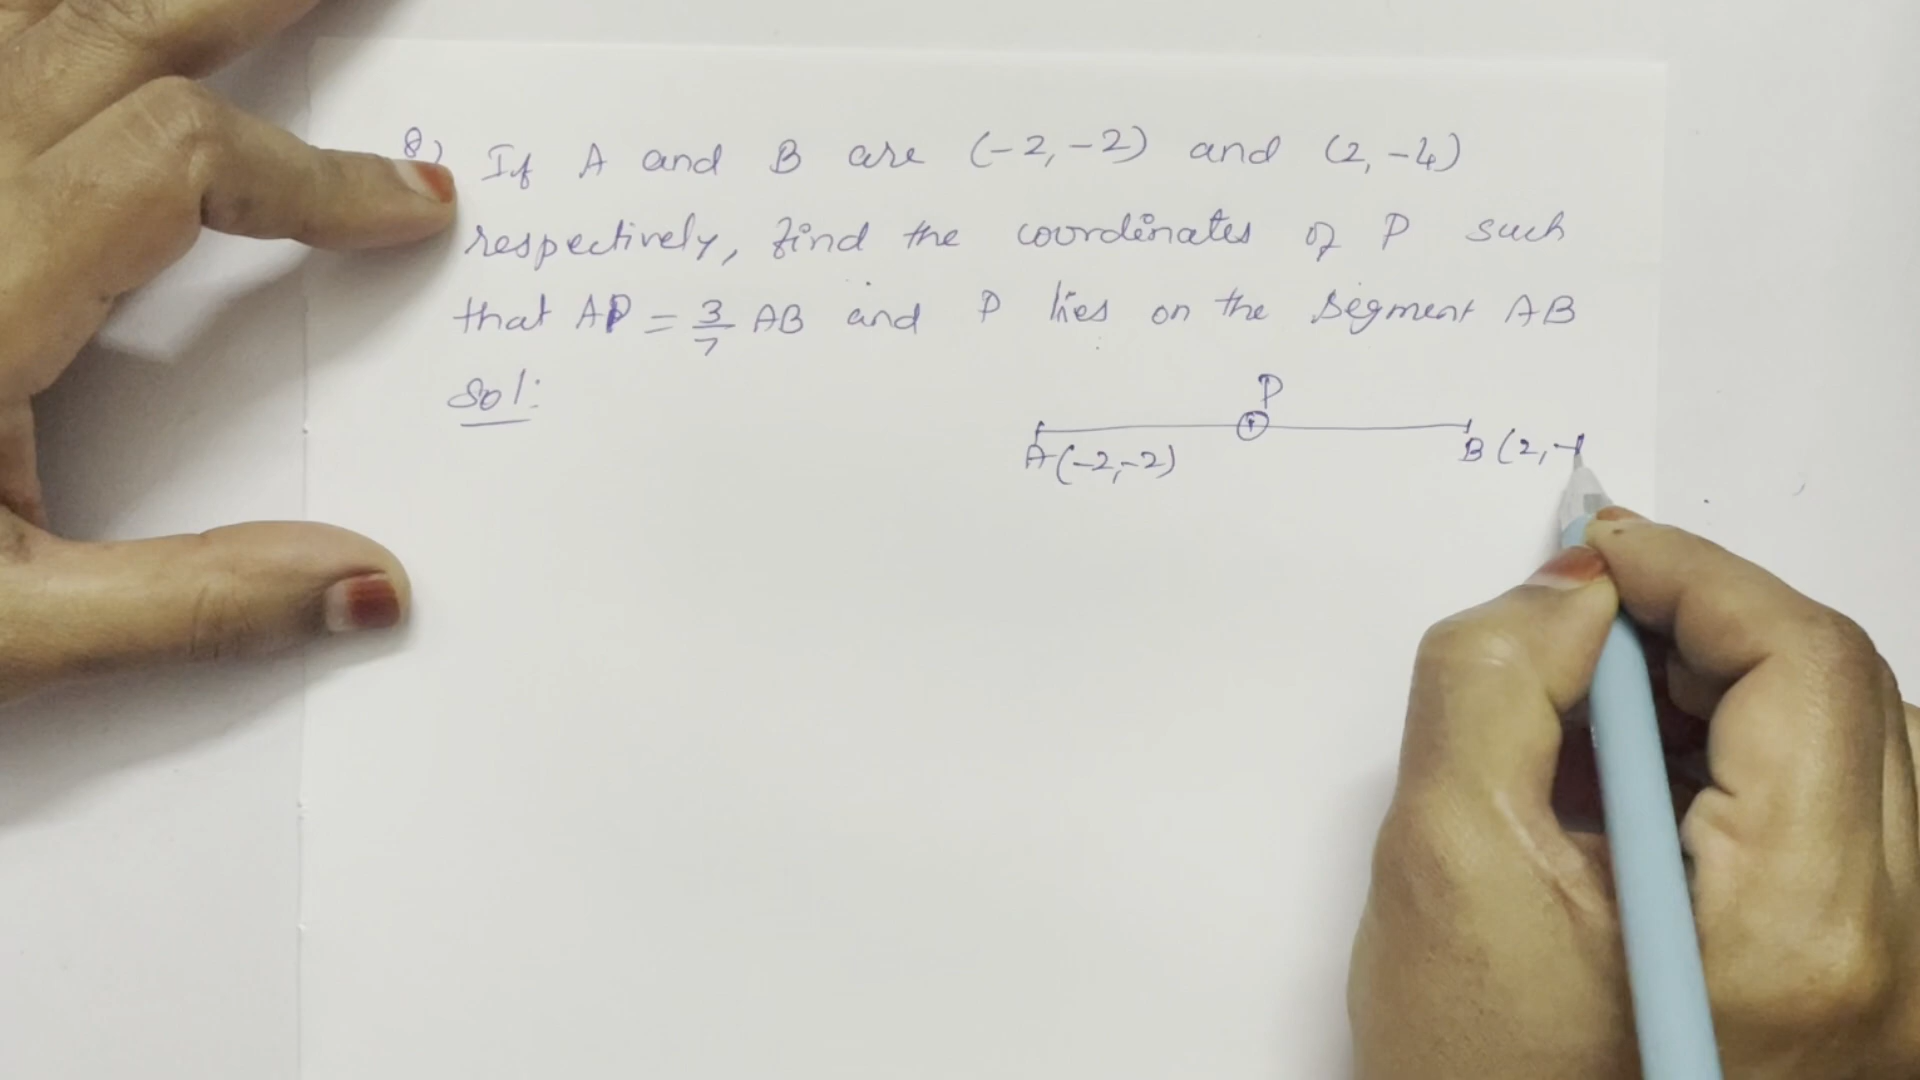 8) If A and B are (-2,-2) and (2,-4)
respectively, find the coordinates of P such
that AP = 3/7 AB and P lies on the segment AB
Sol:
P
A(-2,-2) B(2,-